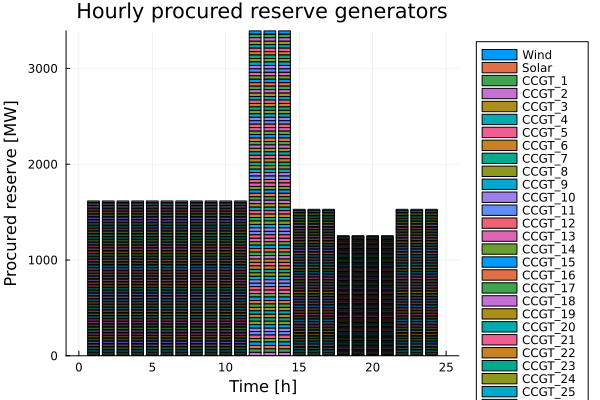 Hourly procured reserve generators
Procured reserve [MW]
3000
2000
1000
0
0 5 10 15 20 25
Time [h]
Wind
Solar
CCGT_1
CCGT_2
CCGT_3
CCGT_4
CCGT_5
CCGT_6
CCGT_7
CCGT_8
CCGT_9
CCGT_10
CCGT_11
CCGT_12
CCGT_13
CCGT_14
CCGT_15
CCGT_16
CCGT_17
CCGT_18
CCGT_19
CCGT_20
CCGT_21
CCGT_22
CCGT_23
CCGT_24
CCGT_25